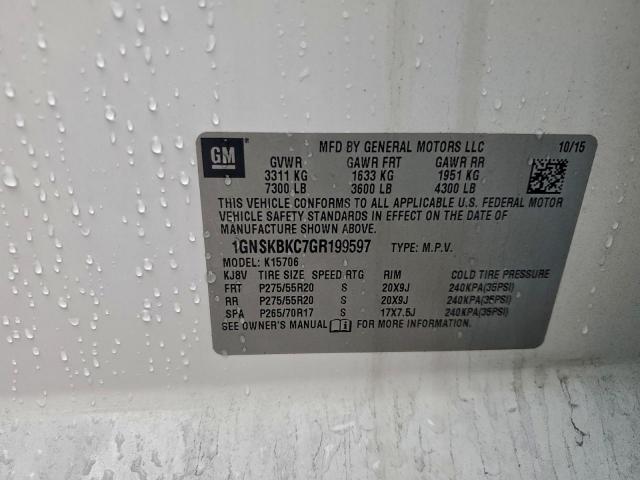 GM
MFD BY GENERAL MOTORS LLC 10/15
GVWR GAWR FRT GAWR RR
3311 KG 1633 KG 1951 KG
7300 LB 3600 LB 4300 LB
THIS VEHICLE CONFORMS TO ALL APPLICABLE U.S. FEDERAL MOTOR
VEHICLE SAFETY STANDARDS IN EFFECT ON THE DATE OF
MANUFACTURE SHOWN ABOVE.
1GNSKBKC7GR199597 TYPE: M.P.V.
MODEL: K15706
KJ8V TIRE SIZE SPEED RTG RIM COLD TIRE PRESSURE
FRT P275/55R20 S 20X9J 240KPA(35PSI)
RR P275/55R20 S 20X9J 240KPA(35PSI)
SPA P265/70R17 S 17X7.5J 240KPA(35PSI)
SEE OWNER'S MANUAL FOR MORE INFORMATION.